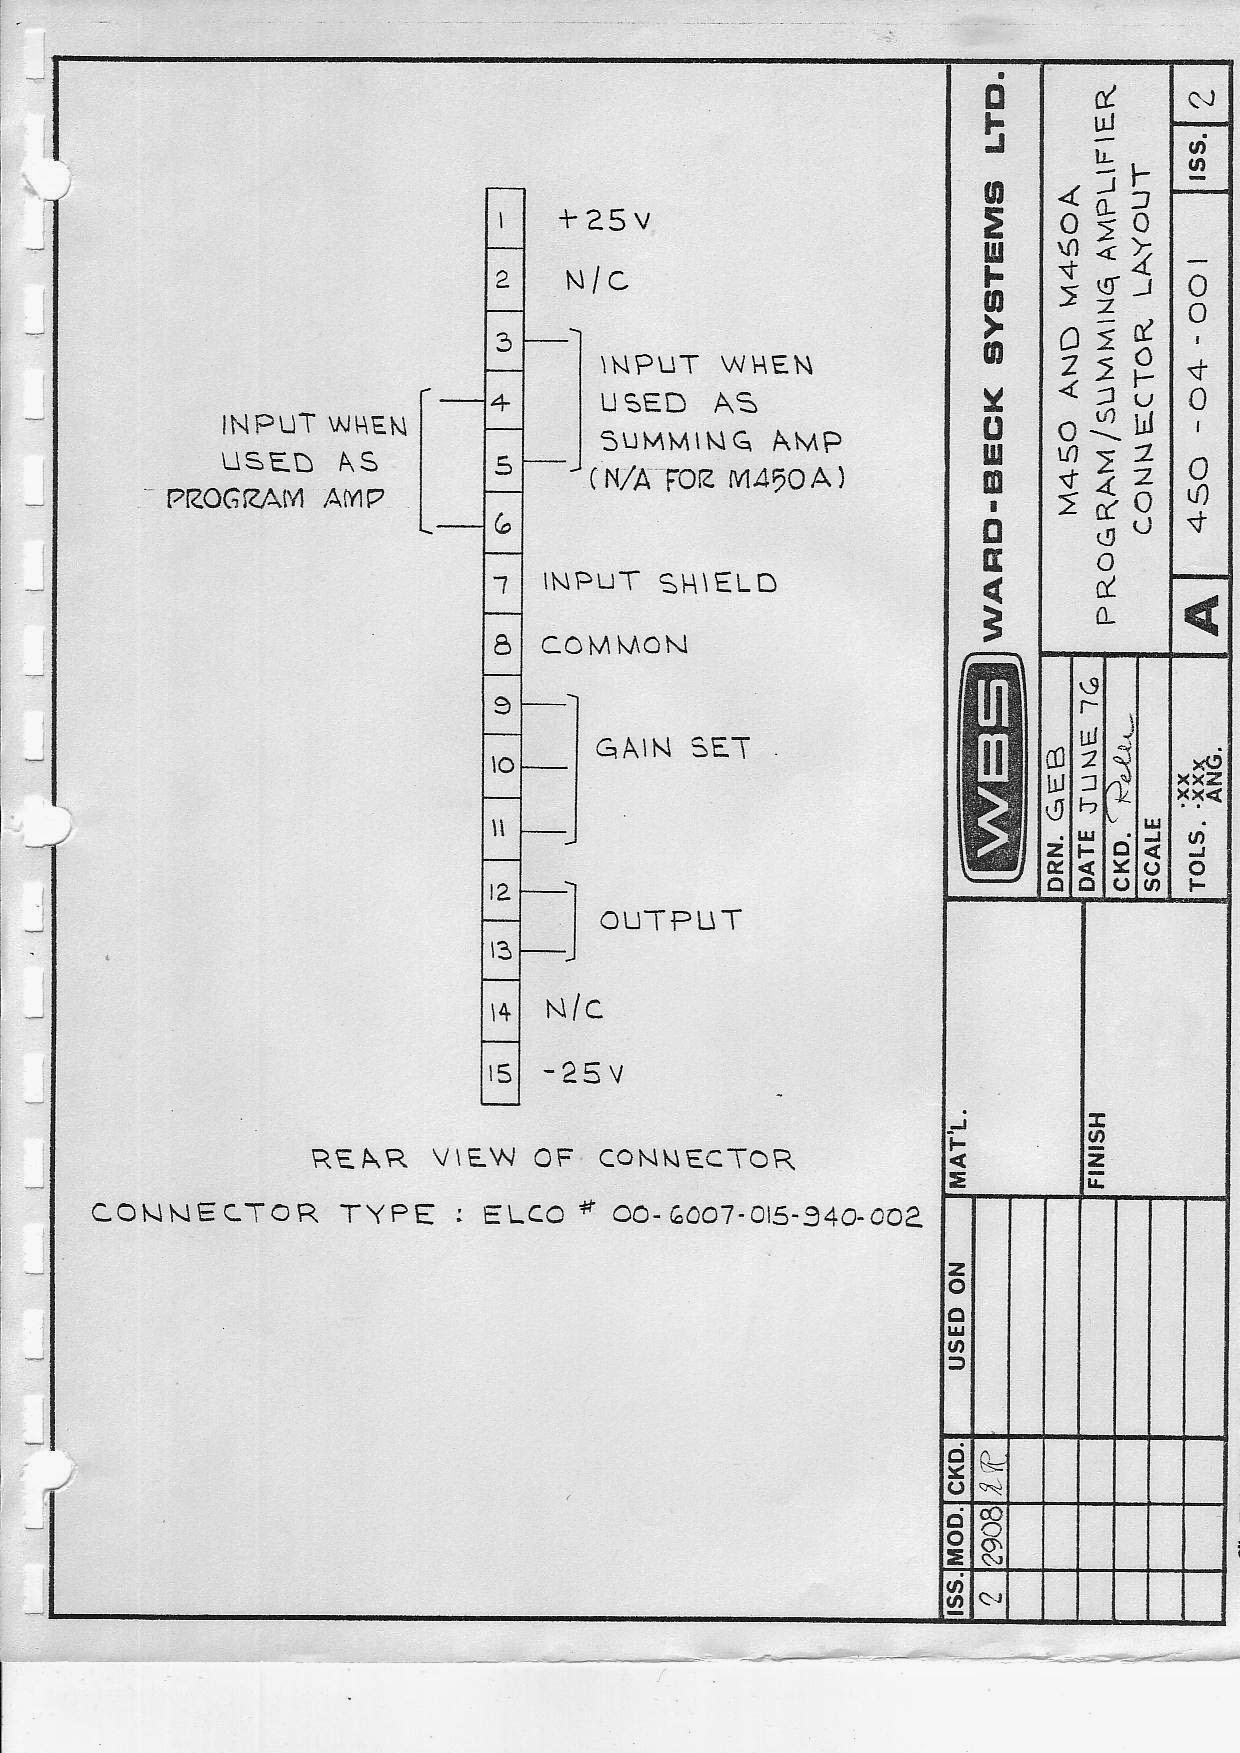 1 +25V
2 N/C
3
INPUT WHEN
USED AS
SUMMING AMP
(N/A FOR M450A)
4
5
6
INPUT WHEN
USED AS
PROGRAM AMP
7 INPUT SHIELD
8 COMMON
9
10
11
GAIN SET
12
13
OUTPUT
14 N/C
15 -25V
REAR VIEW OF CONNECTOR
CONNECTOR TYPE : ELCO # 00-6007-015-940-002
ISS. MOD. CKD. USED ON
2 2908
MAT'L.
FINISH
WBS WARD-BECK SYSTEMS LTD.
DRN. GEB
DATE JUNE 76
CKD.
SCALE
TOLS. .XX
.XXX
ANG.
M450 AND M450A
PROGRAM/SUMMING AMPLIFIER
CONNECTOR LAYOUT
A 450-04-001 ISS. 2